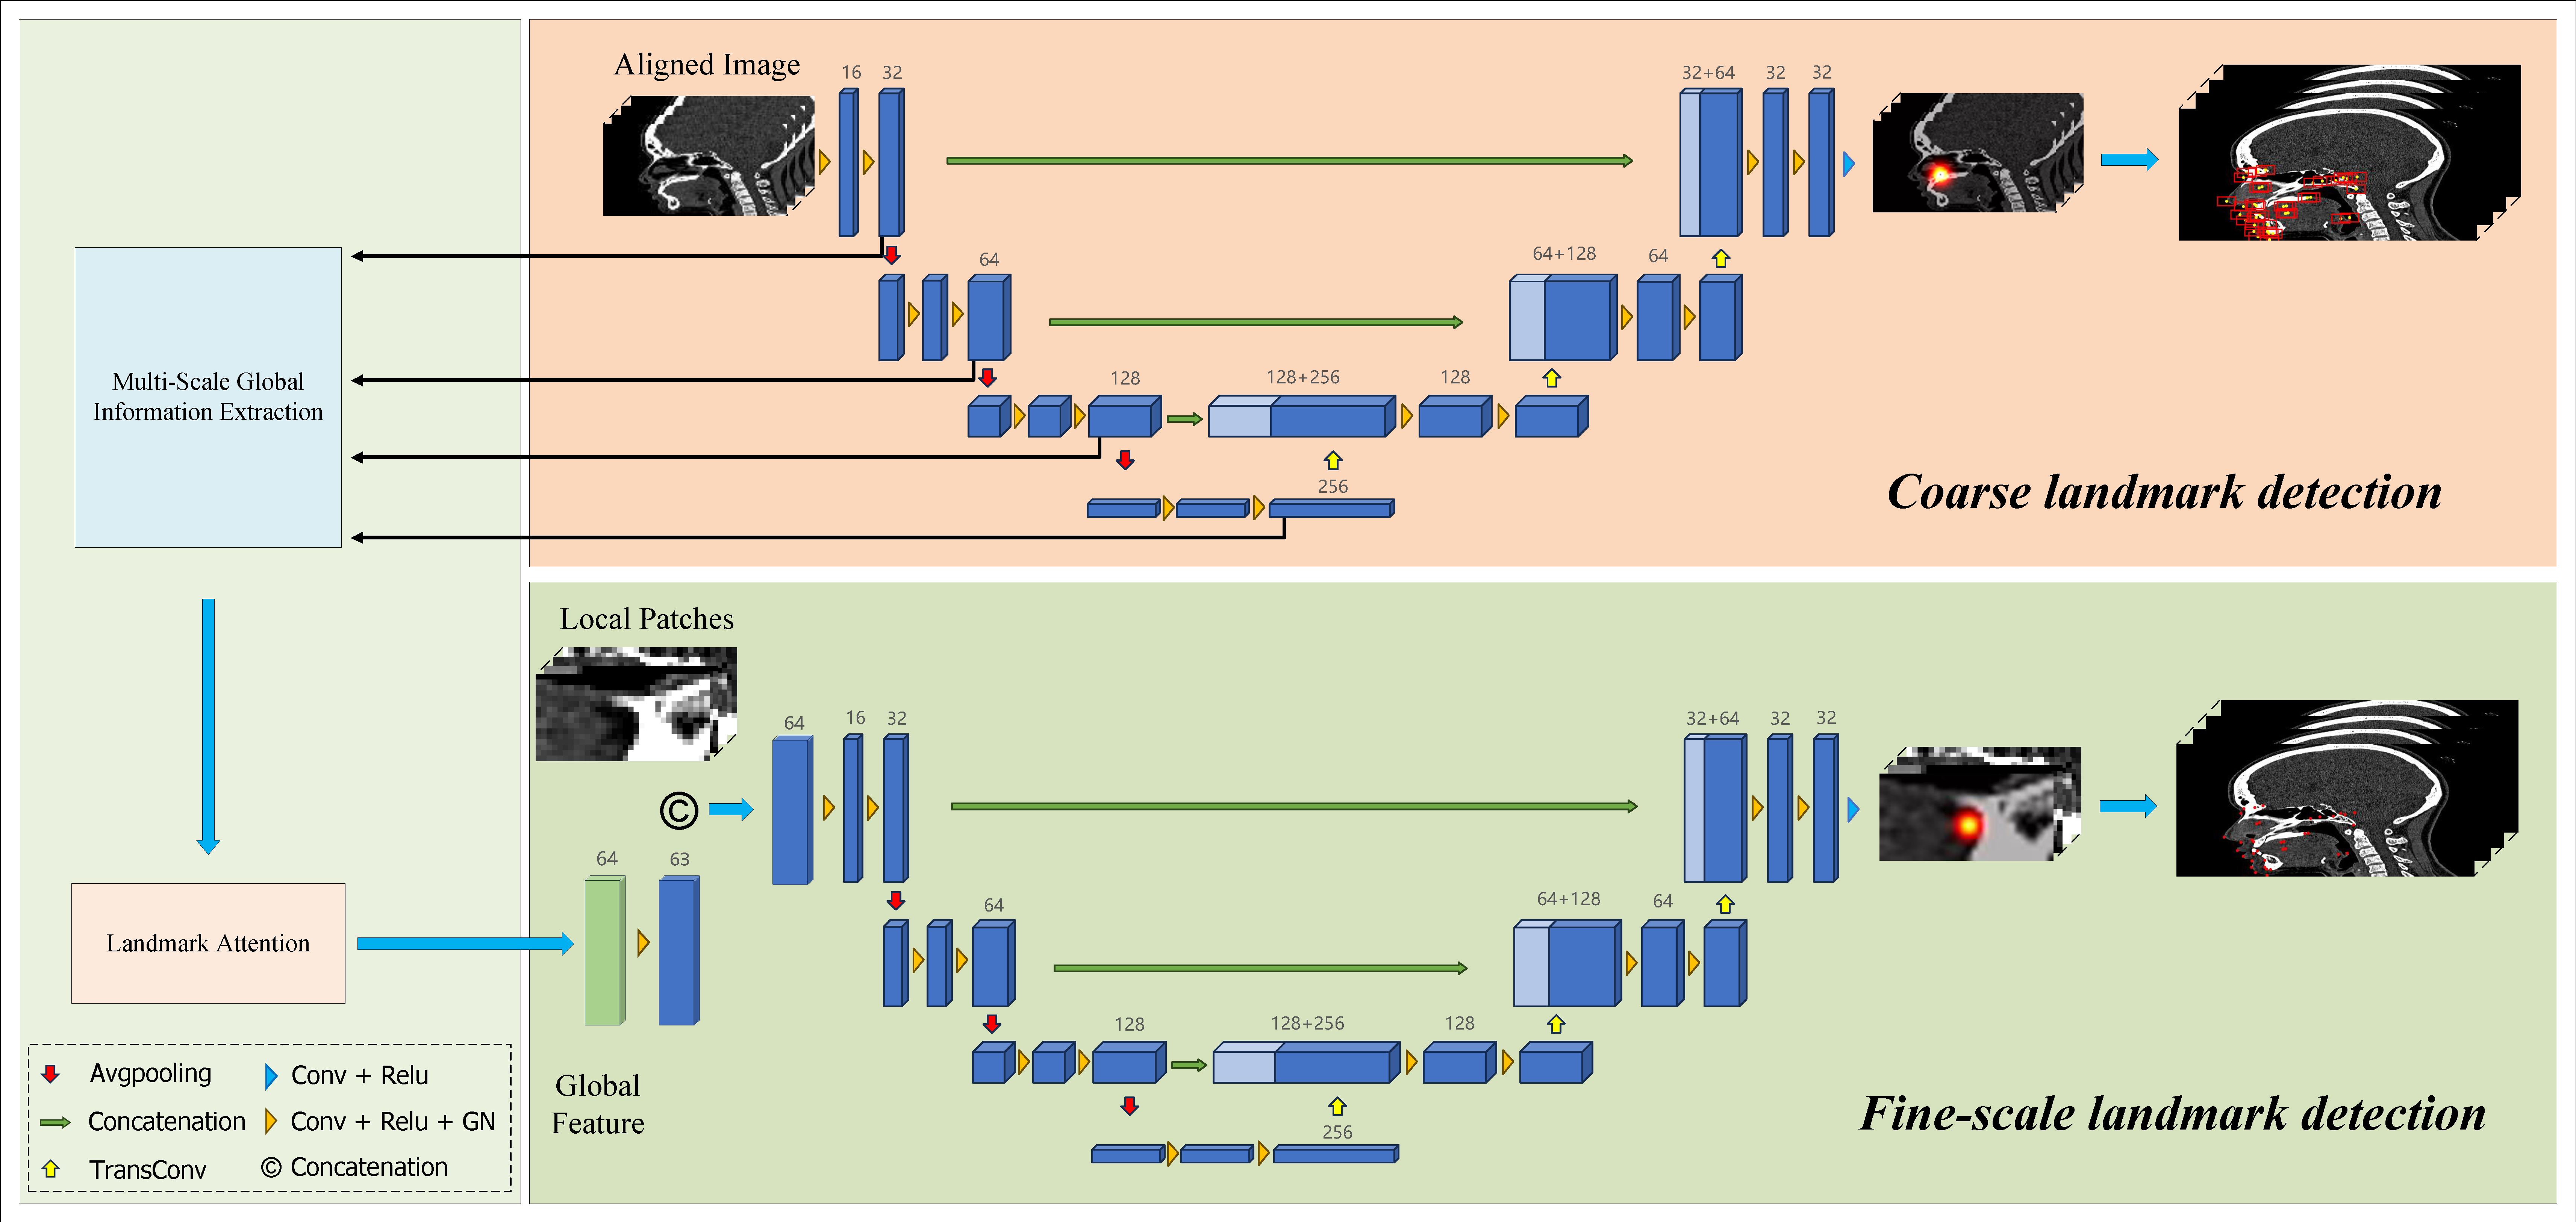 Aligned Image
16
32
32+64
32
32
64
64+128
64
128
128+256
128
256
Coarse landmark detection
Multi-Scale Global
Information Extraction
Landmark Attention
Local Patches
64
16
32
32+64
32
32
©
64
63
64
64+128
64
128
128+256
128
256
Global
Feature
Fine-scale landmark detection
Avgpooling
Conv + Relu
Concatenation
Conv + Relu + GN
TransConv
© Concatenation